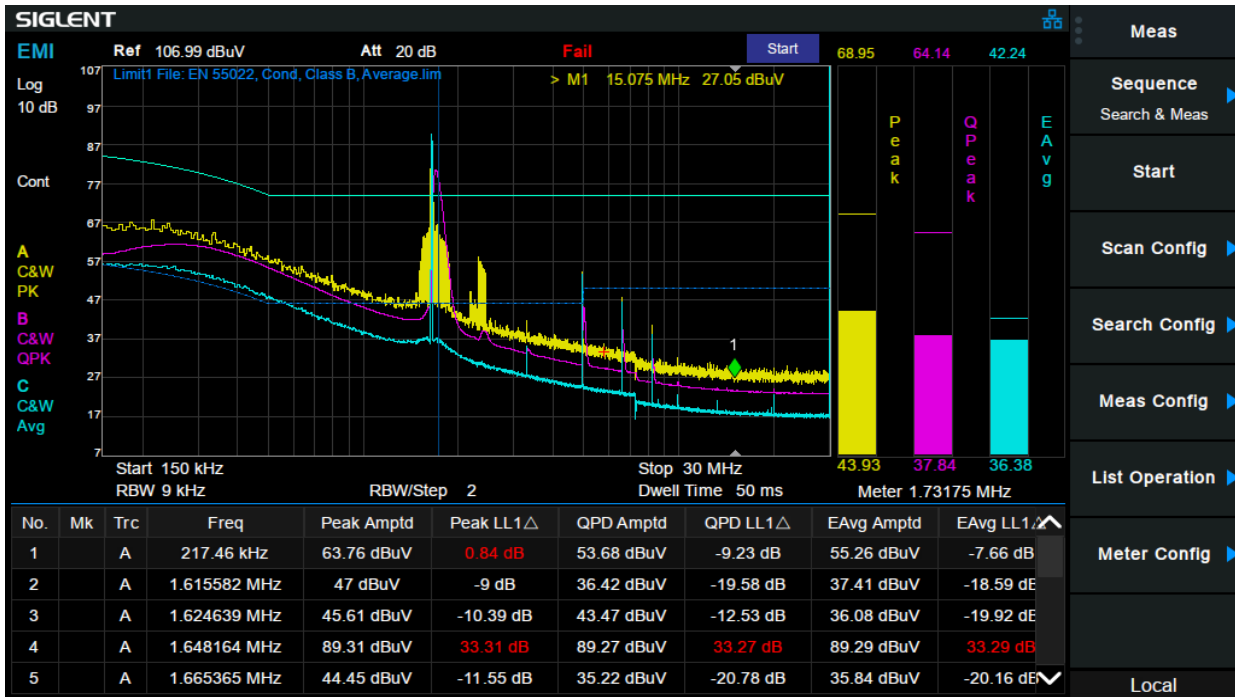 SIGLENT
EMI
Ref 106.99 dBuV
Att 20 dB
Fail
Start
68.95 64.14 42.24
Log
10 dB
Cont
A
C&W
PK
B
C&W
QPK
C
C&W
Avg
107
97
87
77
67
57
47
37
27
17
7
Limit1 File: EN 55022, Cond, Class B, Average.lim
> M1 15.075 MHz 27.05 dBuV
1
Peak
QPeak
EAvg
43.93 37.84 36.38
Start 150 kHz
Stop 30 MHz
RBW 9 kHz
RBW/Step 2
Dwell Time 50 ms
Meter 1.73175 MHz
No. Mk Trc Freq Peak Amptd Peak LL1△ QPD Amptd QPD LL1△ EAvg Amptd EAvg LL1△
1 A 217.46 kHz 63.76 dBuV 0.84 dB 53.68 dBuV -9.23 dB 55.26 dBuV -7.66 dB
2 A 1.615582 MHz 47 dBuV -9 dB 36.42 dBuV -19.58 dB 37.41 dBuV -18.59 dB
3 A 1.624639 MHz 45.61 dBuV -10.39 dB 43.47 dBuV -12.53 dB 36.08 dBuV -19.92 dB
4 A 1.648164 MHz 89.31 dBuV 33.31 dB 89.27 dBuV 33.27 dB 89.29 dBuV 33.29 dB
5 A 1.665365 MHz 44.45 dBuV -11.55 dB 35.22 dBuV -20.78 dB 35.84 dBuV -20.16 dB
Meas
Sequence
Search & Meas
Start
Scan Config
Search Config
Meas Config
List Operation
Meter Config
Local